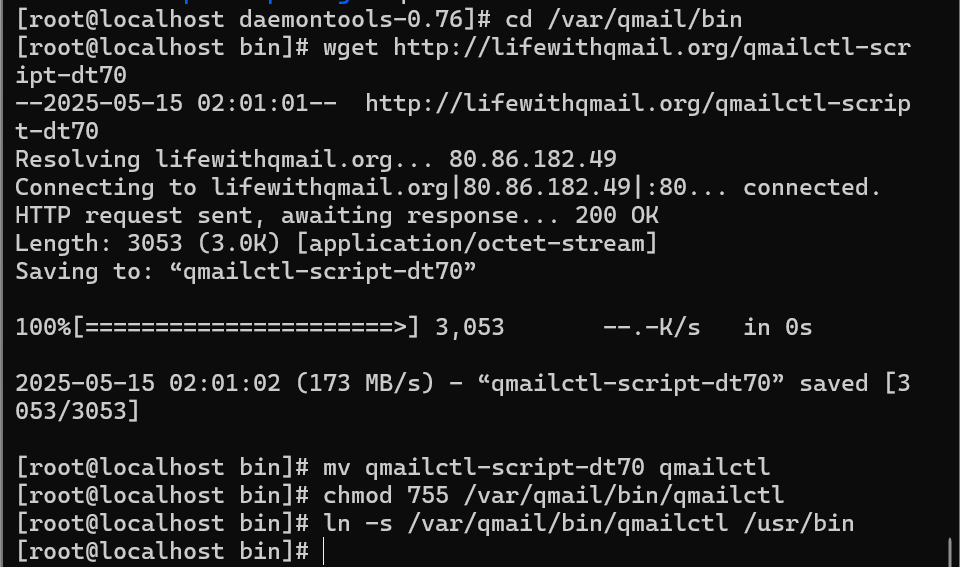 [root@localhost daemontools-0.76]# cd /var/qmail/bin
[root@localhost bin]# wget http://lifewithqmail.org/qmailctl-scr
ipt-dt70
--2025-05-15 02:01:01--  http://lifewithqmail.org/qmailctl-scrip
t-dt70
Resolving lifewithqmail.org... 80.86.182.49
Connecting to lifewithqmail.org|80.86.182.49|:80... connected.
HTTP request sent, awaiting response... 200 OK
Length: 3053 (3.0K) [application/octet-stream]
Saving to: “qmailctl-script-dt70”
100%[======================>] 3,053       --.-K/s   in 0s
2025-05-15 02:01:02 (173 MB/s) - “qmailctl-script-dt70” saved [3
053/3053]
[root@localhost bin]# mv qmailctl-script-dt70 qmailctl
[root@localhost bin]# chmod 755 /var/qmail/bin/qmailctl
[root@localhost bin]# ln -s /var/qmail/bin/qmailctl /usr/bin
[root@localhost bin]#